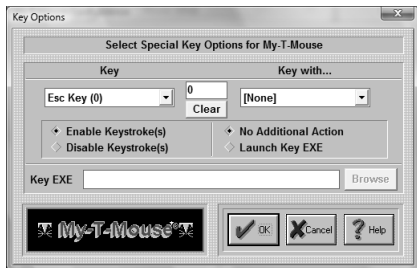 Key Options
Select Special Key Options for My-T-Mouse
Key
Key with...
Esc Key (0)
0
Clear
[None]
Enable Keystroke(s)
Disable Keystroke(s)
No Additional Action
Launch Key EXE
Key EXE
Browse
My-T-Mouse®
OK
Cancel
Help